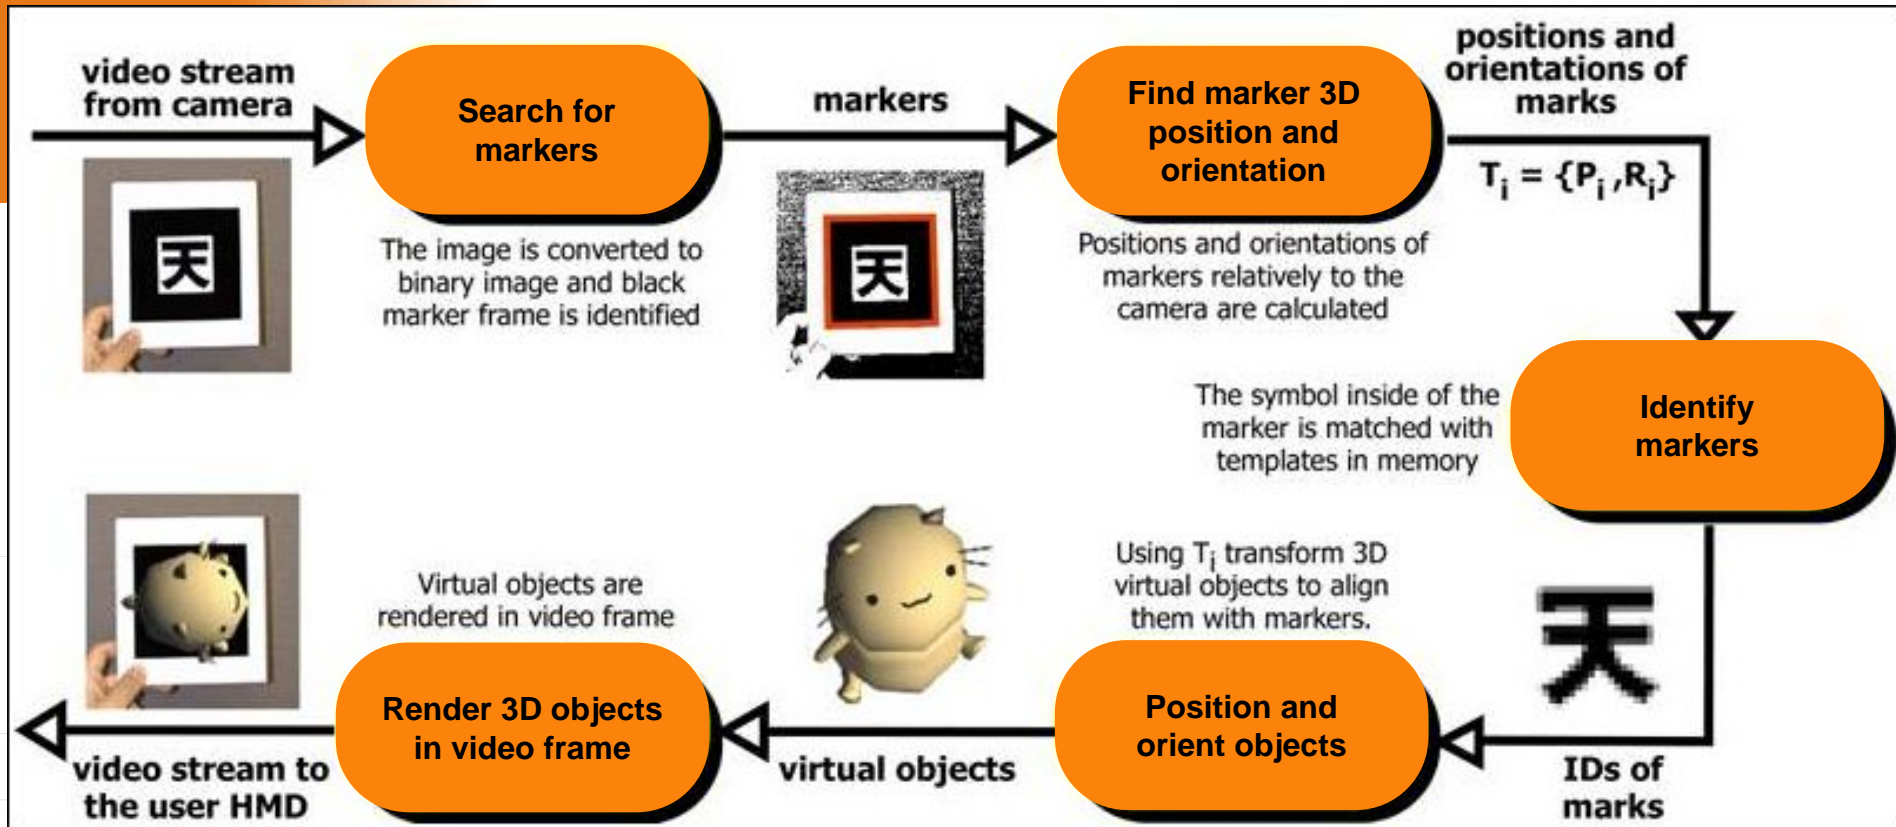 video stream
from camera
天
Search for
markers
The image is converted to
binary image and black
marker frame is identified
markers
天
Find marker 3D
position and
orientation
Positions and orientations of
markers relatively to the
camera are calculated
positions and
orientations of
marks
Ti = {Pi ,Ri}
Identify
markers
The symbol inside of the
marker is matched with
templates in memory
天
IDs of
marks
Position and
orient objects
Using Ti transform 3D
virtual objects to align
them with markers.
virtual objects
Render 3D objects
in video frame
Virtual objects are
rendered in video frame
video stream to
the user HMD